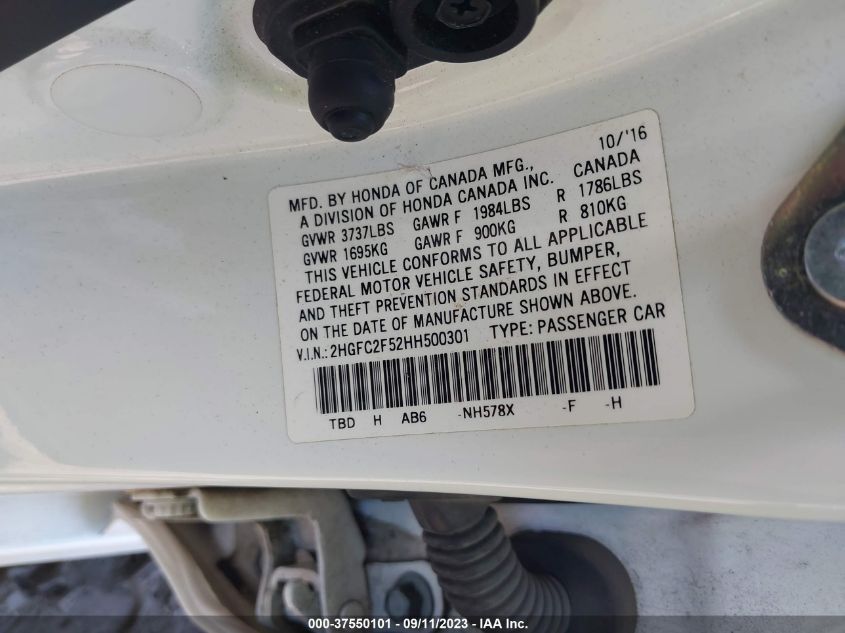 10/'16
MFD. BY HONDA OF CANADA MFG.,
A DIVISION OF HONDA CANADA INC. CANADA
GVWR 3737LBS GAWR F 1984LBS R 1786LBS
GVWR 1695KG GAWR F 900KG R 810KG
THIS VEHICLE CONFORMS TO ALL APPLICABLE
FEDERAL MOTOR VEHICLE SAFETY, BUMPER,
AND THEFT PREVENTION STANDARDS IN EFFECT
ON THE DATE OF MANUFACTURE SHOWN ABOVE.
V.I.N.: 2HGFC2F52HH500301 TYPE: PASSENGER CAR
TBD H AB6 -NH578X -F -H
000-37550101 - 09/11/2023 - IAA Inc.